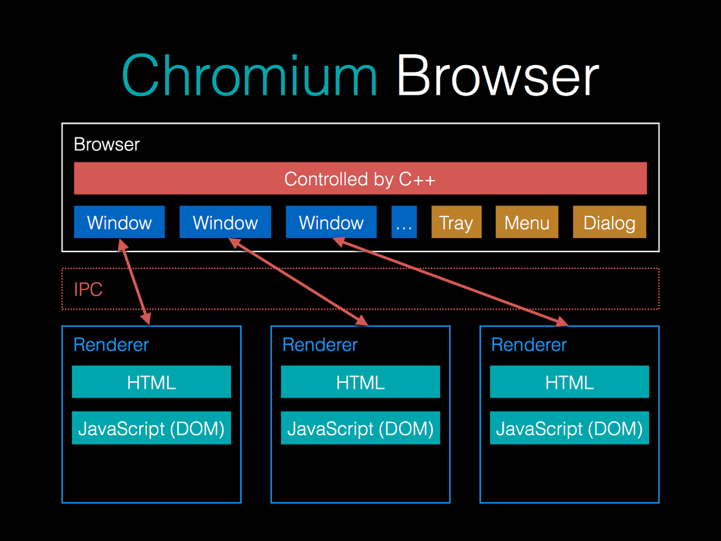 Chromium Browser
Browser
Controlled by C++
Window Window Window ... Tray Menu Dialog
IPC
Renderer Renderer Renderer
HTML HTML HTML
JavaScript (DOM) JavaScript (DOM) JavaScript (DOM)